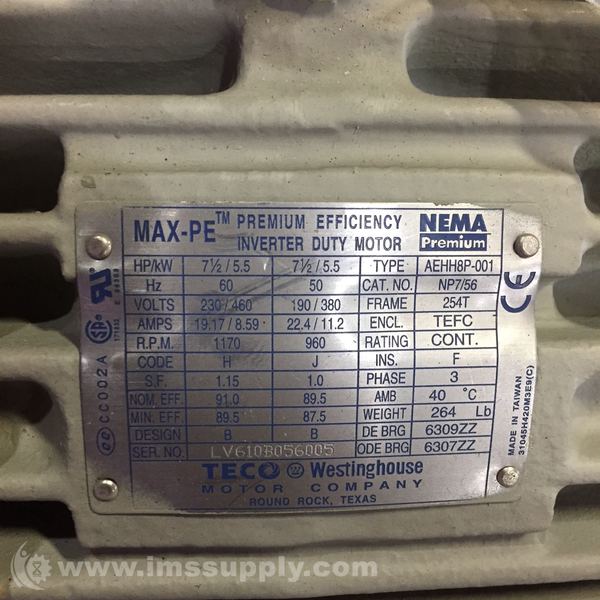 MAX-PE™ PREMIUM EFFICIENCY INVERTER DUTY MOTOR
NEMA Premium
HP/kW 7½/5.5 7½/5.5 TYPE AEHH8P-001
Hz 60 50 CAT. NO. NP7/56
VOLTS 230/460 190/380 FRAME 254T
AMPS 19.17/8.59 22.4/11.2 ENCL. TEFC
R.P.M. 1170 960 RATING CONT.
CODE H J INS. F
S.F. 1.15 1.0 PHASE 3
NOM. EFF. 91.0 89.5 AMB 40 °C
MIN. EFF. 89.5 87.5 WEIGHT 264 Lb
DESIGN B B DE BRG 6309ZZ
SER. NO. LV610B056005 ODE BRG 6307ZZ
TECO Westinghouse
MOTOR COMPANY
ROUND ROCK, TEXAS
CC002A
CE
MADE IN TAIWAN
31045H420M3E9(C)
© www.imssupply.com